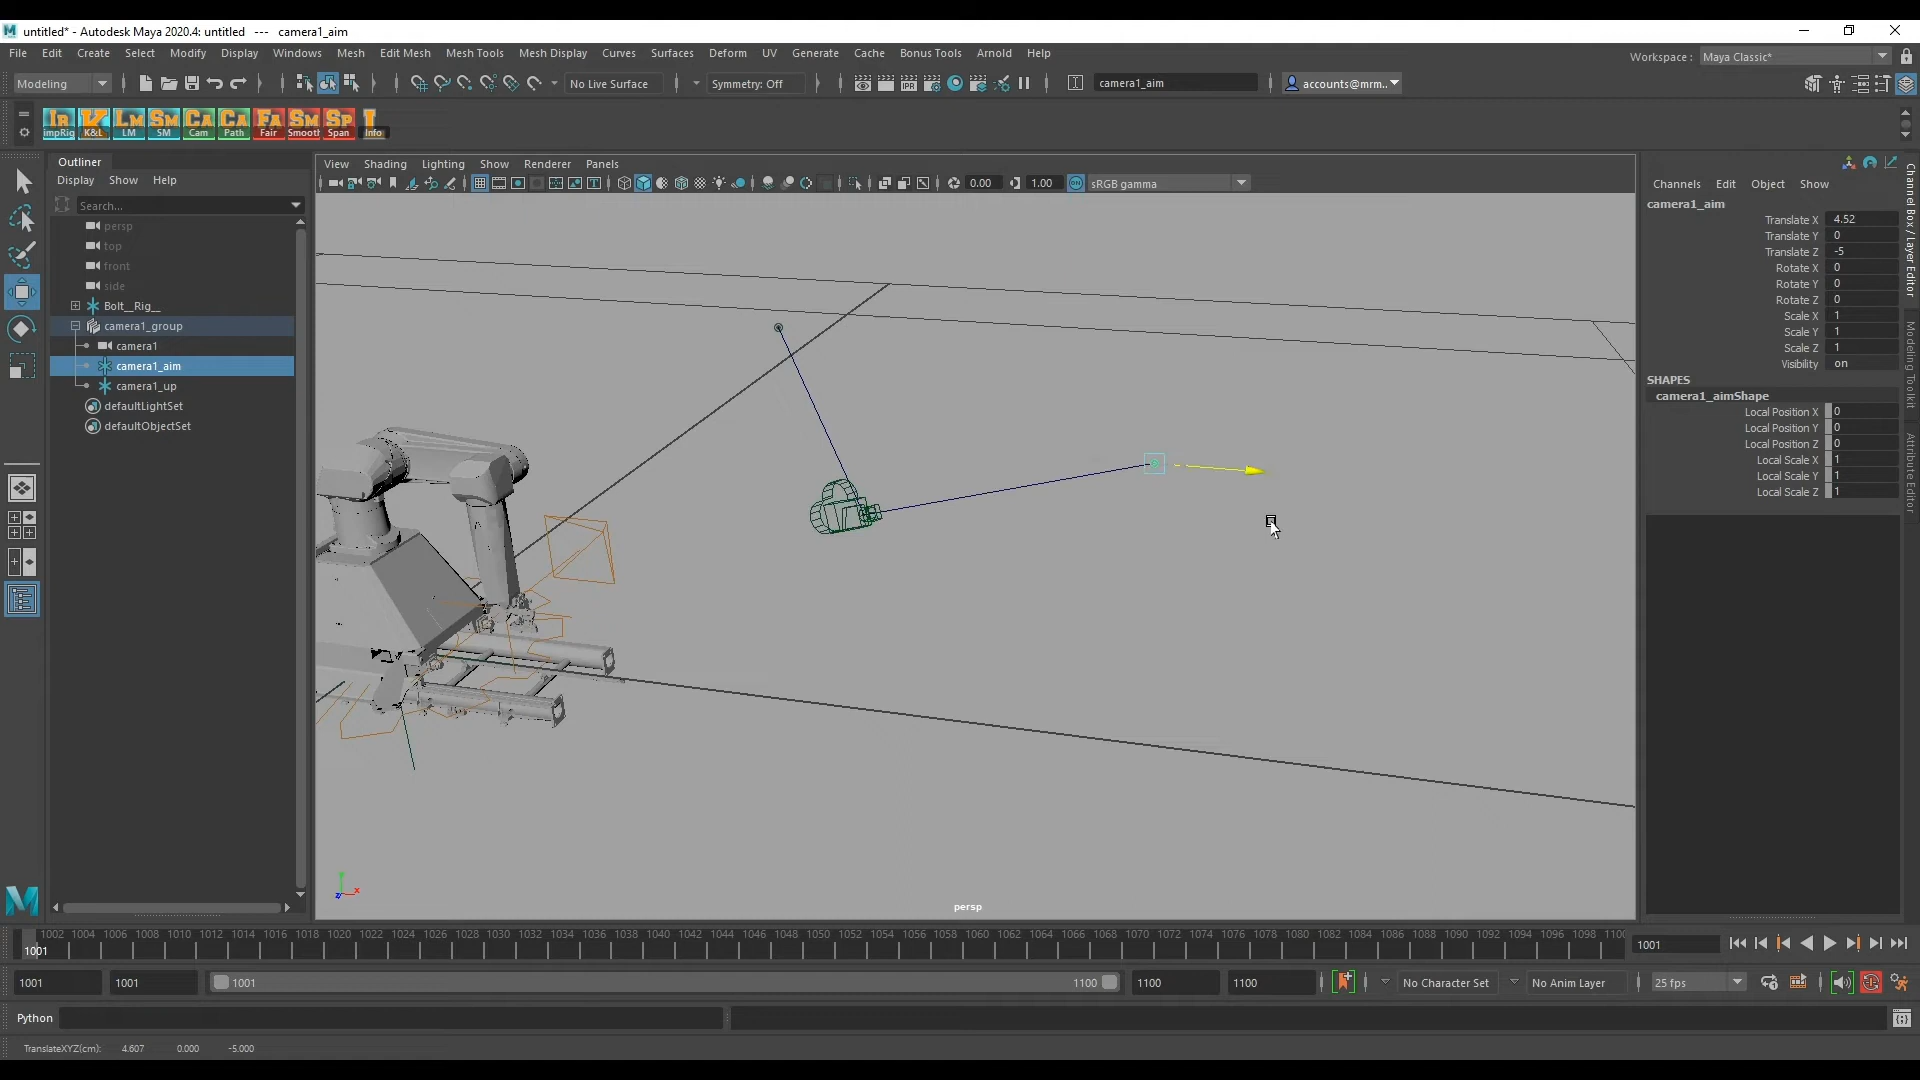 untitled* - Autodesk Maya 2020.4: untitled --- camera1_aim
File Edit Create Select Modify Display Windows Mesh Edit Mesh Mesh Tools Mesh Display Curves Surfaces Deform UV Generate Cache Bonus Tools Arnold Help
Workspace : Maya Classic*
Modeling No Live Surface Symmetry: Off IPR camera1_aim accounts@mrm..
IR K LM SM CA CA FA SM SP I
impRig K&L LM SM Cam Path Fair Smooth Span Info
Outliner
Display Show Help
Search...
persp
top
front
side
Bolt__Rig__
camera1_group
camera1
camera1_aim
camera1_up
defaultLightSet
defaultObjectSet
View Shading Lighting Show Renderer Panels
0.00 1.00 ON sRGB gamma
persp
Channels Edit Object Show
camera1_aim
Translate X 4.52
Translate Y 0
Translate Z -5
Rotate X 0
Rotate Y 0
Rotate Z 0
Scale X 1
Scale Y 1
Scale Z 1
Visibility on
SHAPES
camera1_aimShape
Local Position X 0
Local Position Y 0
Local Position Z 0
Local Scale X 1
Local Scale Y 1
Local Scale Z 1
Channel Box / Layer Editor
Modeling Toolkit
Attribute Editor
1002 1004 1006 1008 1010 1012 1014 1016 1018 1020 1022 1024 1026 1028 1030 1032 1034 1036 1038 1040 1042 1044 1046 1048 1050 1052 1054 1056 1058 1060 1062 1064 1066 1068 1070 1072 1074 1076 1078 1080 1082 1084 1086 1088 1090 1092 1094 1096 1098 110
1001 1001
1001 1001 1001 1100 1100 1100 No Character Set No Anim Layer 25 fps
Python
TranslateXYZ(cm): 4.607 0.000 -5.000